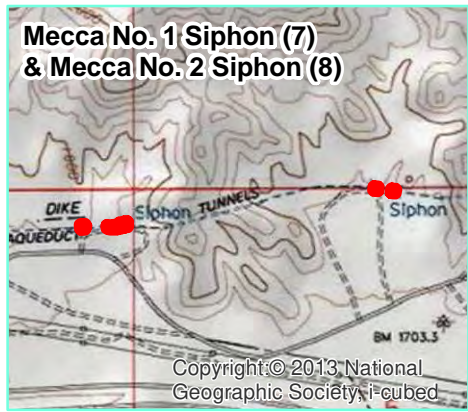 Mecca No. 1 Siphon (7)
& Mecca No. 2 Siphon (8)
DIKE
Siphon
TUNNELS
Siphon
AQUEDUCT
BM 1703.3
Copyright:© 2013 National
Geographic Society, i-cubed